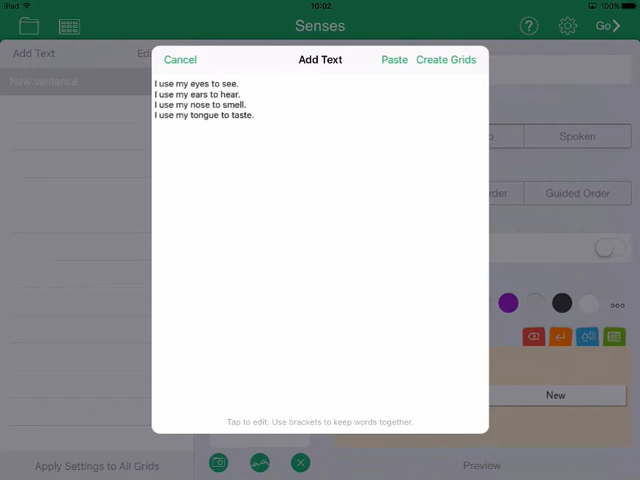 iPad 10:02 100%
Senses
? Go
Add Text Edi
New sentence
Cancel Add Text Paste Create Grids
I use my eyes to see.
I use my ears to hear.
I use my nose to smell.
I use my tongue to taste.
Spoken
rder Guided Order
New
Tap to edit. Use brackets to keep words together.
Apply Settings to All Grids
Preview